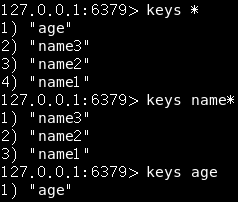 127.0.0.1:6379> keys *
1) "age"
2) "name3"
3) "name2"
4) "name1"
127.0.0.1:6379> keys name*
1) "name3"
2) "name2"
3) "name1"
127.0.0.1:6379> keys age
1) "age"